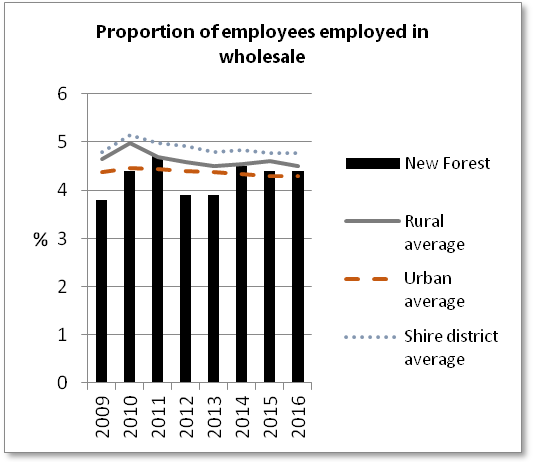 Proportion of employees employed in
wholesale
6
5
4
3
2
1
0
%
2009
2010
2011
2012
2013
2014
2015
2016
New Forest
Rural
average
Urban
average
Shire district
average